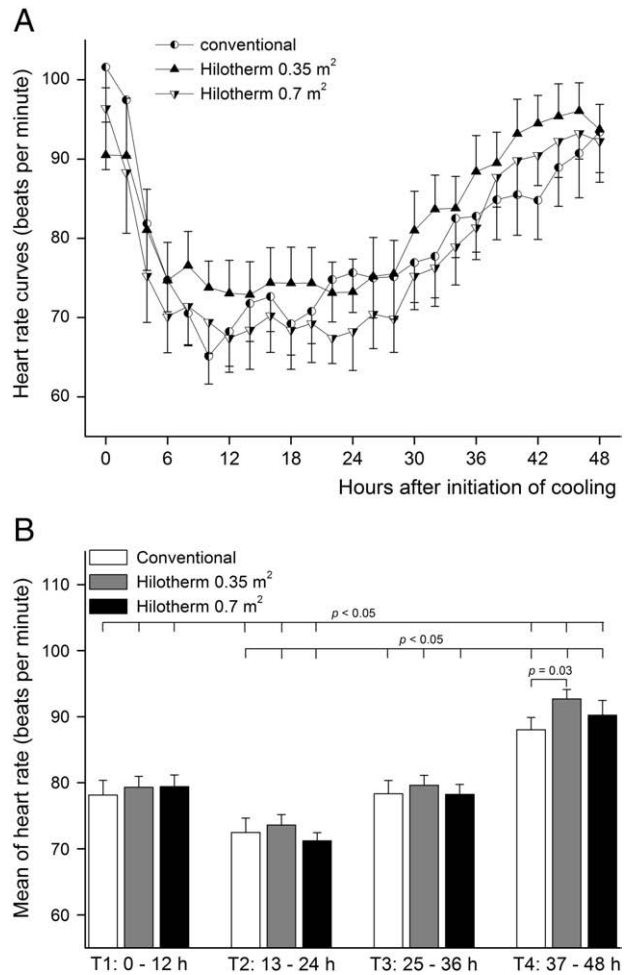 A
conventional
Hilotherm 0.35 m²
Hilotherm 0.7 m²
Heart rate curves (beats per minute)
100
90
80
70
60
0 6 12 18 24 30 36 42 48
Hours after initiation of cooling
B
Conventional
Hilotherm 0.35 m²
Hilotherm 0.7 m²
Mean of heart rate (beats per minute)
110
100
90
80
70
60
p < 0.05
p < 0.05
p = 0.03
T1: 0 - 12 h T2: 13 - 24 h T3: 25 - 36 h T4: 37 - 48 h